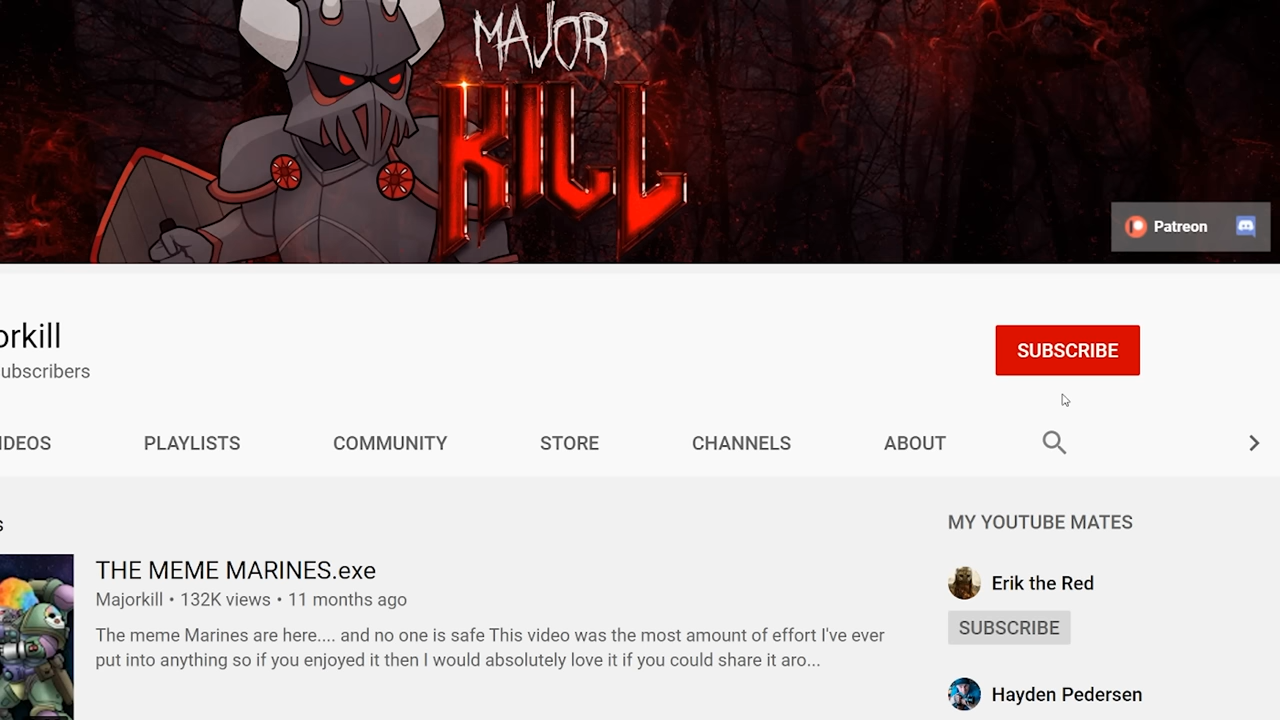 MAJOR
KILL
Patreon
orkill
ubscribers
SUBSCRIBE
IDEOS PLAYLISTS COMMUNITY STORE CHANNELS ABOUT
s
MY YOUTUBE MATES
THE MEME MARINES.exe
Majorkill • 132K views • 11 months ago
The meme Marines are here.... and no one is safe This video was the most amount of effort I've ever
put into anything so if you enjoyed it then I would absolutely love it if you could share it aro...
Erik the Red
SUBSCRIBE
Hayden Pedersen